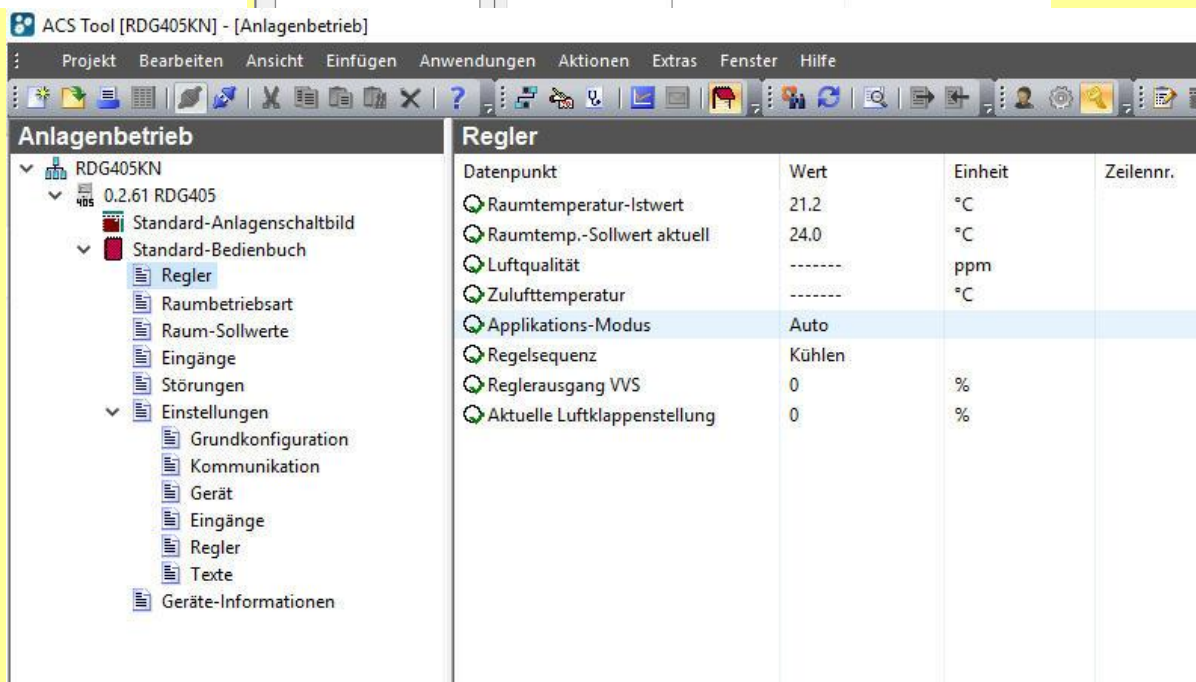 ACS Tool [RDG405KN] - [Anlagenbetrieb]
Projekt Bearbeiten Ansicht Einfügen Anwendungen Aktionen Extras Fenster Hilfe
Anlagenbetrieb
RDG405KN
405 0.2.61 RDG405
Standard-Anlagenschaltbild
Standard-Bedienbuch
Regler
Raumbetriebsart
Raum-Sollwerte
Eingänge
Störungen
Einstellungen
Grundkonfiguration
Kommunikation
Gerät
Eingänge
Regler
Texte
Geräte-Informationen
Regler
Datenpunkt Wert Einheit Zeilennr.
Raumtemperatur-Istwert 21.2 °C
Raumtemp.-Sollwert aktuell 24.0 °C
Luftqualität ------- ppm
Zulufttemperatur ------- °C
Applikations-Modus Auto
Regelsequenz Kühlen
Reglerausgang VVS 0 %
Aktuelle Luftklappenstellung 0 %